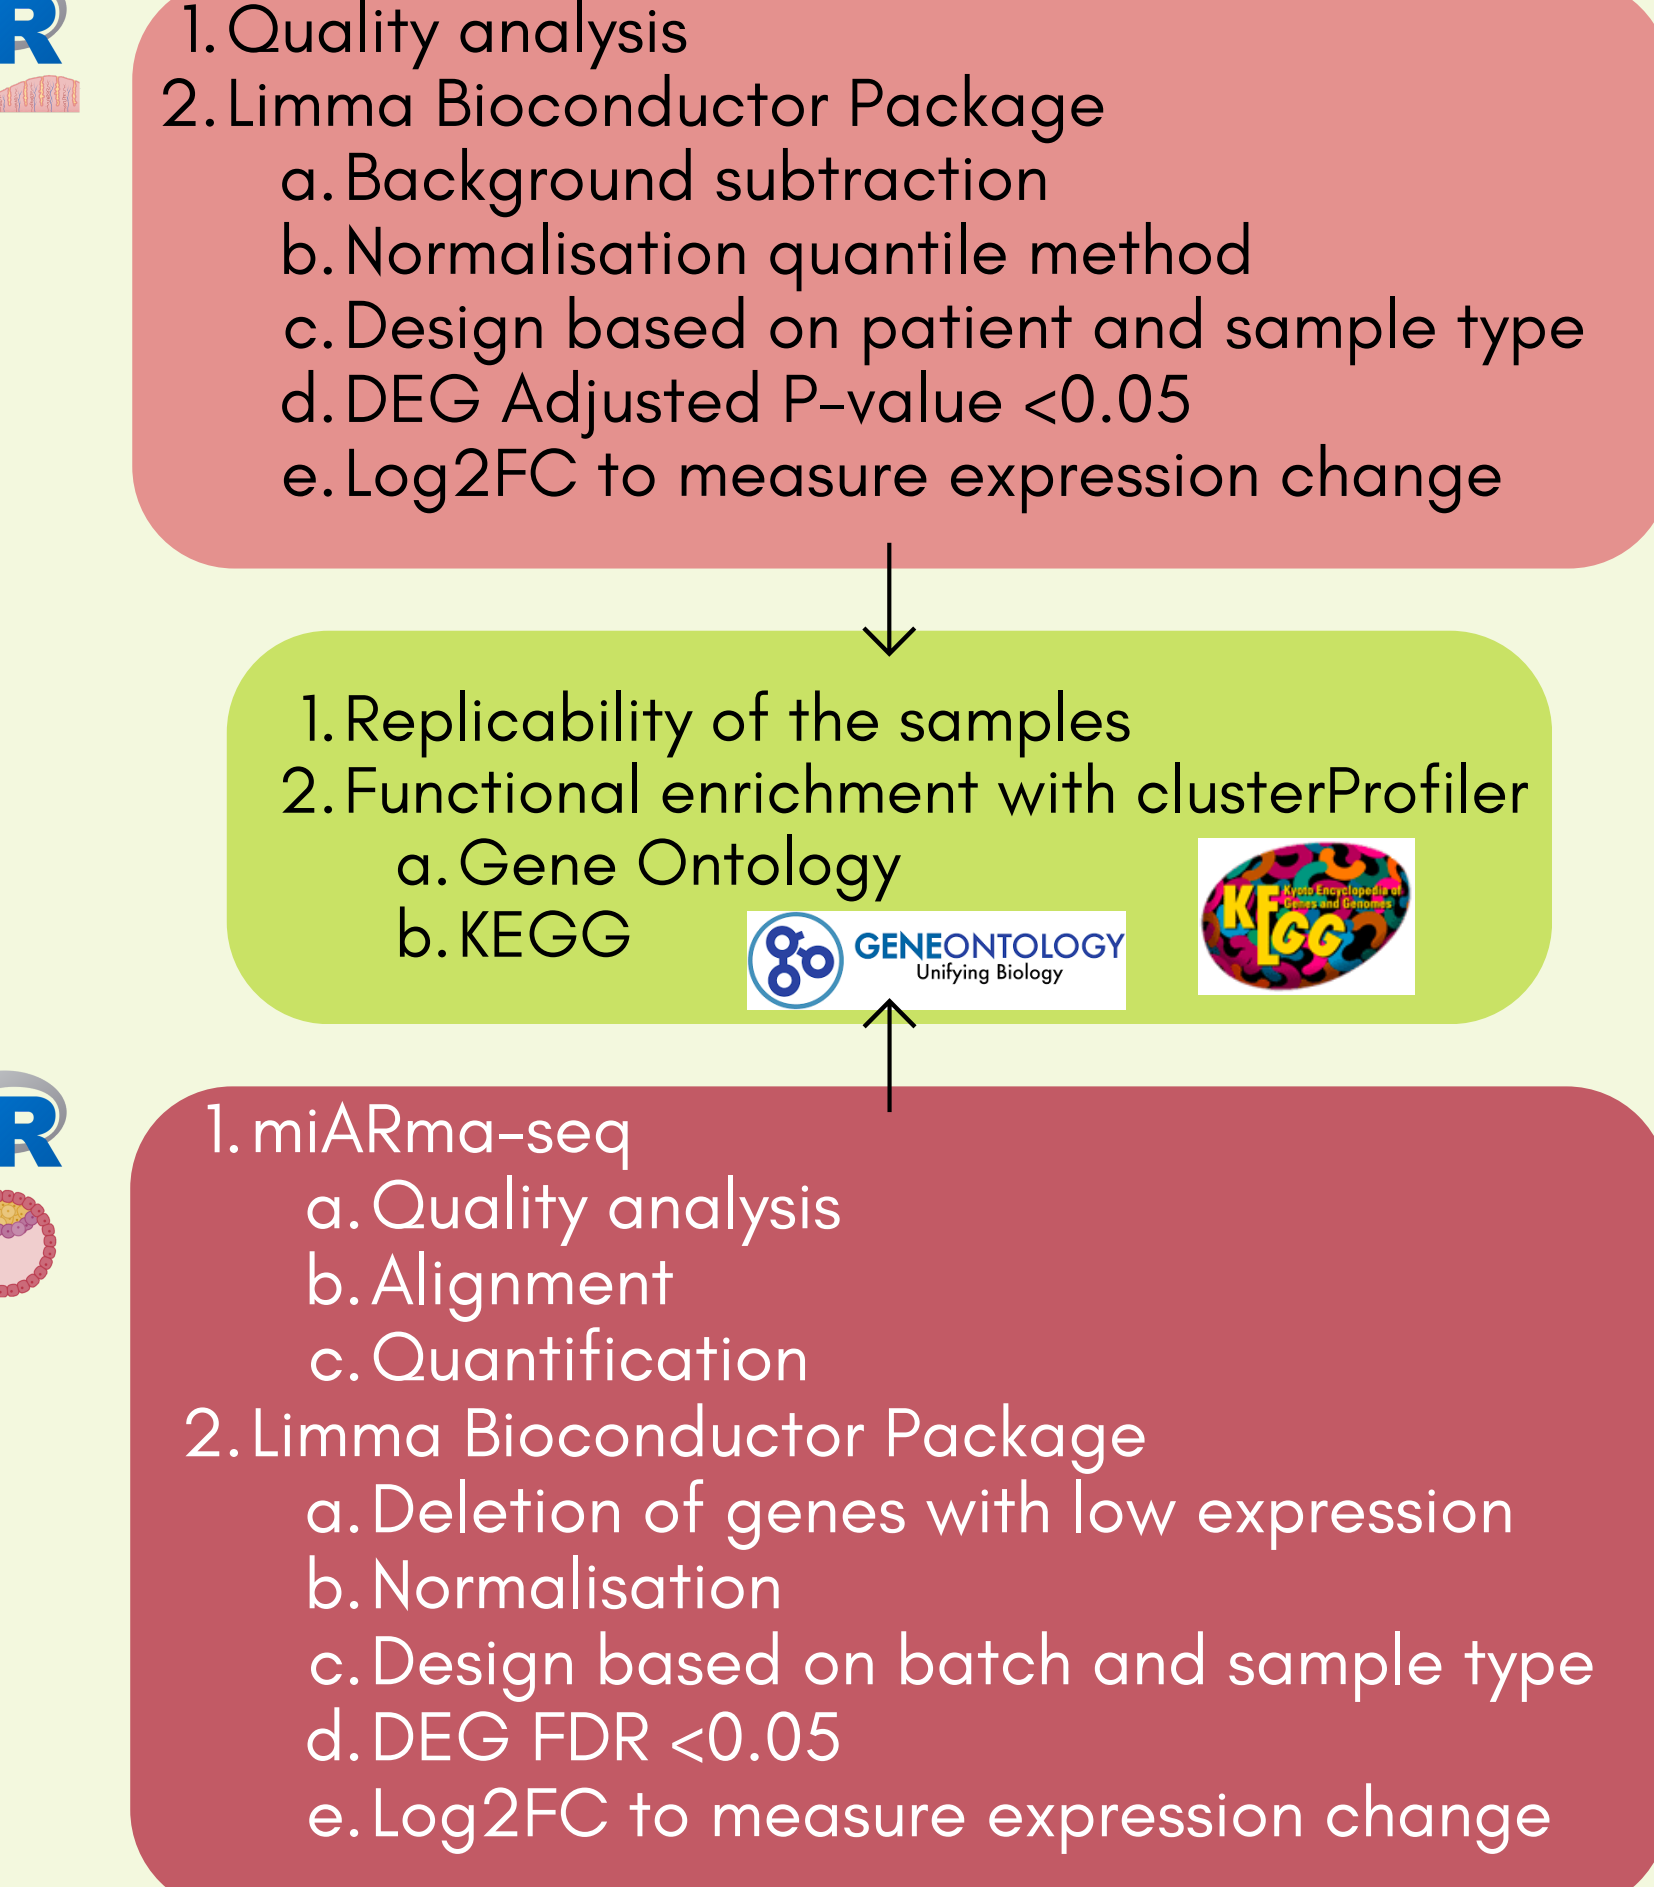 R
1. Quality analysis
2. Limma Bioconductor Package
a. Background subtraction
b. Normalisation quantile method
c. Design based on patient and sample type
d. DEG Adjusted P-value <0.05
e. Log2FC to measure expression change
1. Replicability of the samples
2. Functional enrichment with clusterProfiler
a. Gene Ontology
b. KEGG
go GENEONTOLOGY
Unifying Biology
KEGG
Kyoto Encyclopedia of
Genes and Genomes
R
1. miARma-seq
a. Quality analysis
b. Alignment
c. Quantification
2. Limma Bioconductor Package
a. Deletion of genes with low expression
b. Normalisation
c. Design based on batch and sample type
d. DEG FDR <0.05
e. Log2FC to measure expression change